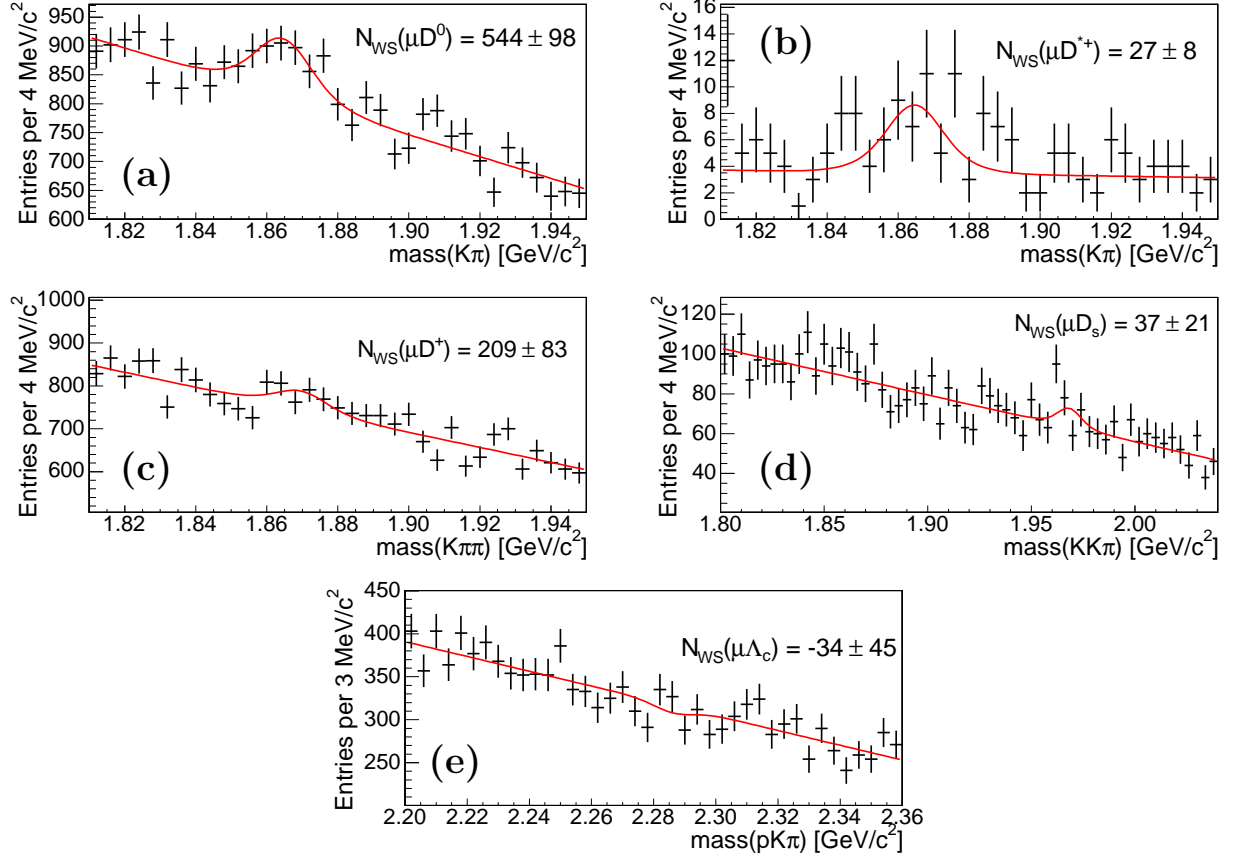 Entries per 4 MeV/c²
950
900
850
800
750
700
650
600
N_WS(μD⁰) = 544 ± 98
(a)
1.82 1.84 1.86 1.88 1.90 1.92 1.94
mass(Kπ) [GeV/c²]
Entries per 4 MeV/c²
16
14
12
10
8
6
4
2
0
(b)
N_WS(μD*⁺) = 27 ± 8
1.82 1.84 1.86 1.88 1.90 1.92 1.94
mass(Kπ) [GeV/c²]
Entries per 4 MeV/c²
1000
900
800
700
600
N_WS(μD⁺) = 209 ± 83
(c)
1.82 1.84 1.86 1.88 1.90 1.92 1.94
mass(Kππ) [GeV/c²]
Entries per 4 MeV/c²
120
100
80
60
40
N_WS(μD_s) = 37 ± 21
(d)
1.80 1.85 1.90 1.95 2.00
mass(KKπ) [GeV/c²]
Entries per 3 MeV/c²
450
400
350
300
250
N_WS(μΛ_c) = -34 ± 45
(e)
2.20 2.22 2.24 2.26 2.28 2.30 2.32 2.34 2.36
mass(pKπ) [GeV/c²]